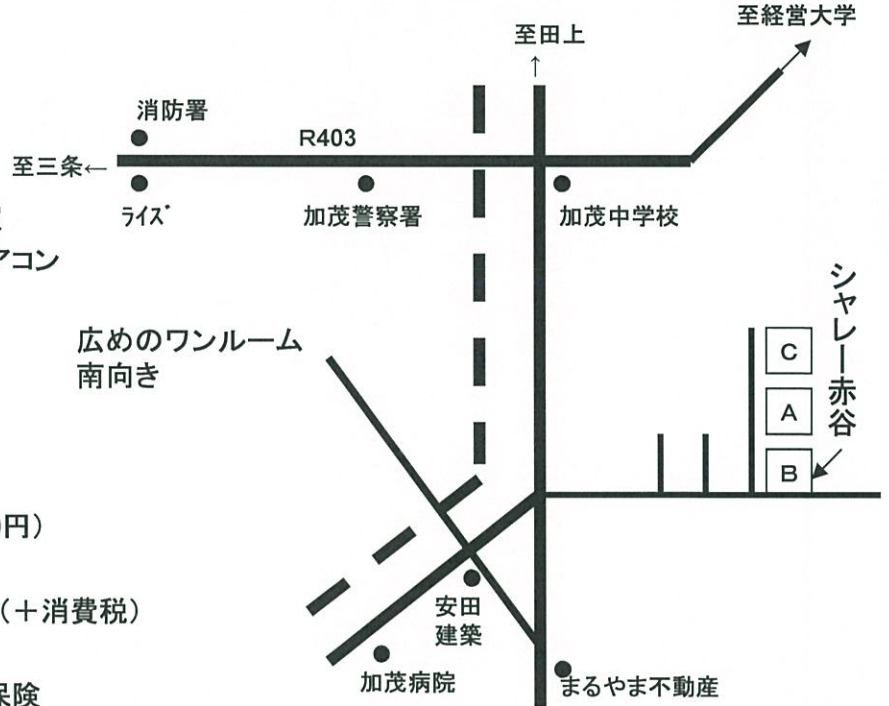 至経営大学
至田上
↑
消防署
R403
至三条←
ライズ
加茂警察署
加茂中学校
アコン
シャレー赤谷
広めのワンルーム
南向き
C
A
B
円）
（＋消費税）
安田
建築
加茂病院
まるやま不動産
保険